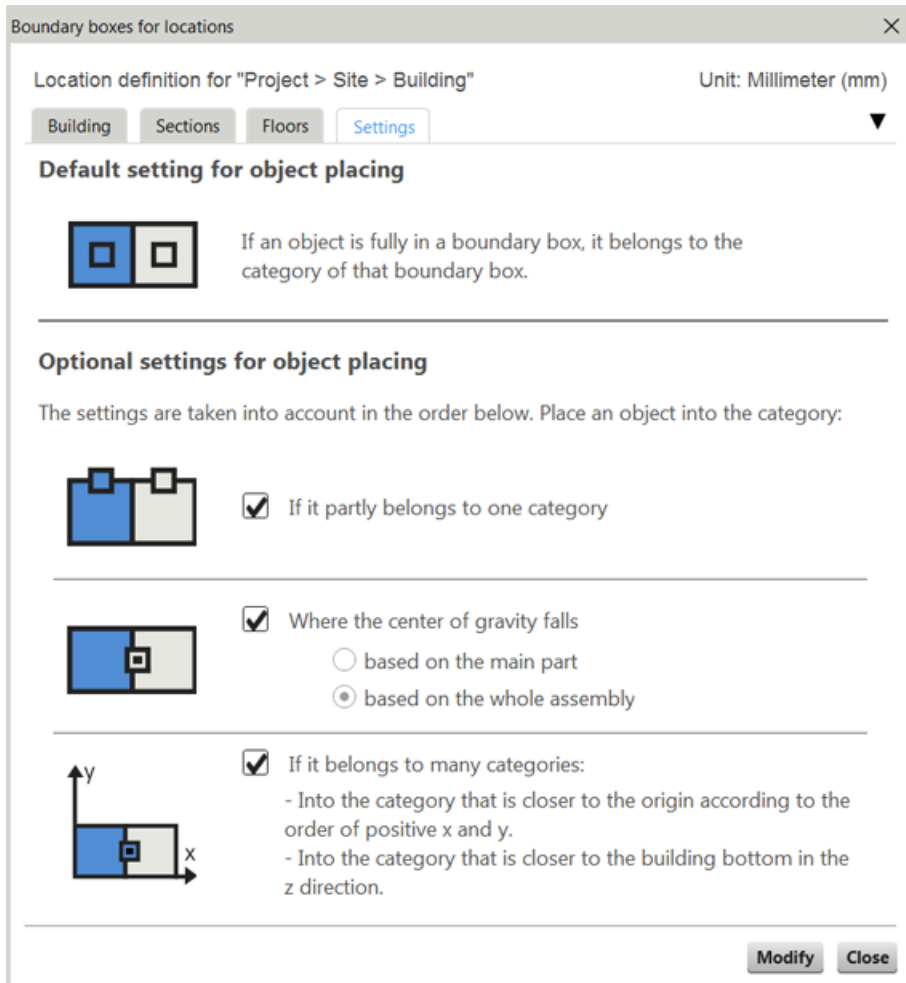 Boundary boxes for locations
Location definition for "Project > Site > Building" Unit: Millimeter (mm)
Building Sections Floors Settings
Default setting for object placing
If an object is fully in a boundary box, it belongs to the
category of that boundary box.
Optional settings for object placing
The settings are taken into account in the order below. Place an object into the category:
If it partly belongs to one category
Where the center of gravity falls
based on the main part
based on the whole assembly
y
x
If it belongs to many categories:
- Into the category that is closer to the origin according to the
order of positive x and y.
- Into the category that is closer to the building bottom in the
z direction.
Modify Close